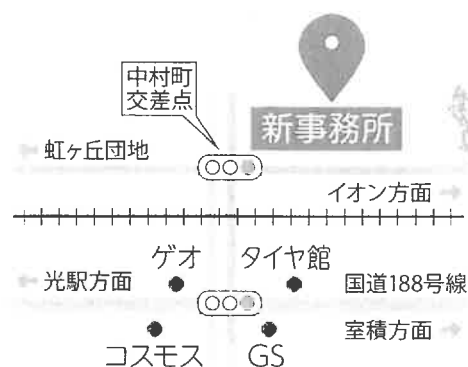 中村町
交差点
新事務所
虹ヶ丘団地
イオン方面
ゲオ
タイヤ館
光駅方面
国道188号線
コスモス
GS
室積方面